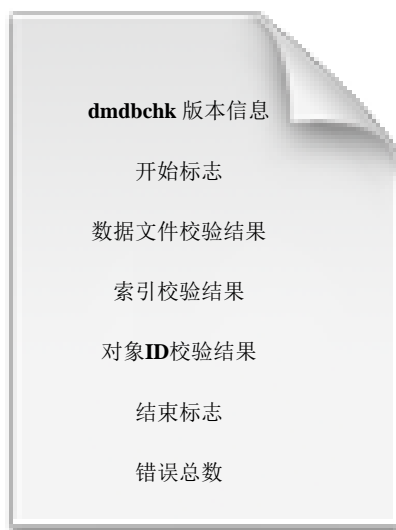 dmdbchk 版本信息
开始标志
数据文件校验结果
索引校验结果
对象ID校验结果
结束标志
错误总数